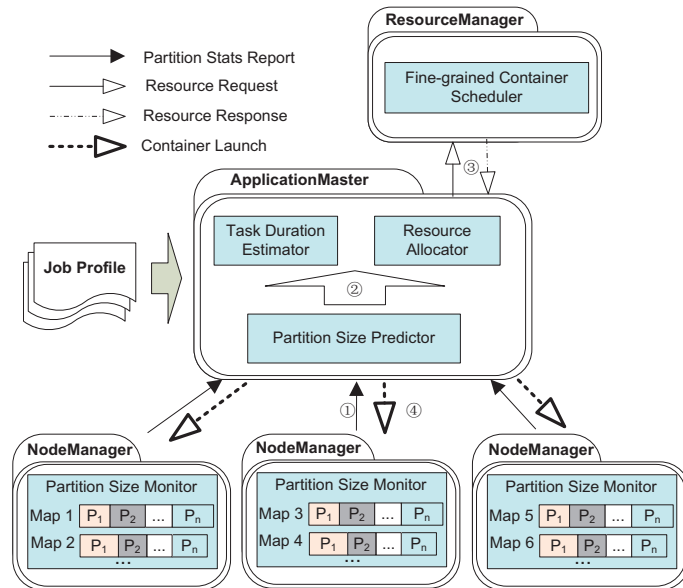 ResourceManager
Fine-grained Container
Scheduler
Partition Stats Report
Resource Request
Resource Response
Container Launch
③
ApplicationMaster
Task Duration
Estimator
Resource
Allocator
Job Profile
②
Partition Size Predictor
①
④
NodeManager
Partition Size Monitor
Map 1 P1 P2 ... Pn
Map 2 P1 P2 ... Pn
...
NodeManager
Partition Size Monitor
Map 3 P1 P2 ... Pn
Map 4 P1 P2 ... Pn
...
NodeManager
Partition Size Monitor
Map 5 P1 P2 ... Pn
Map 6 P1 P2 ... Pn
...